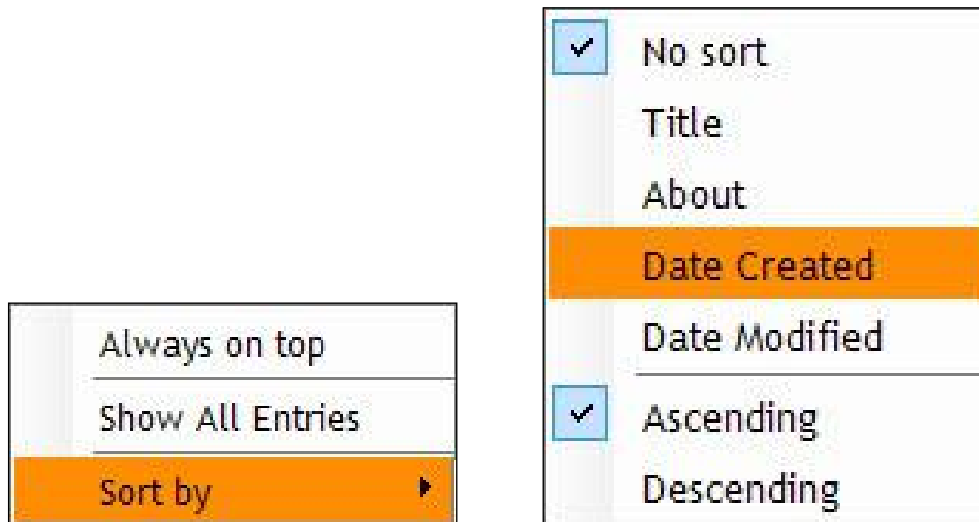 Always on top
Show All Entries
Sort by
No sort
Title
About
Date Created
Date Modified
Ascending
Descending